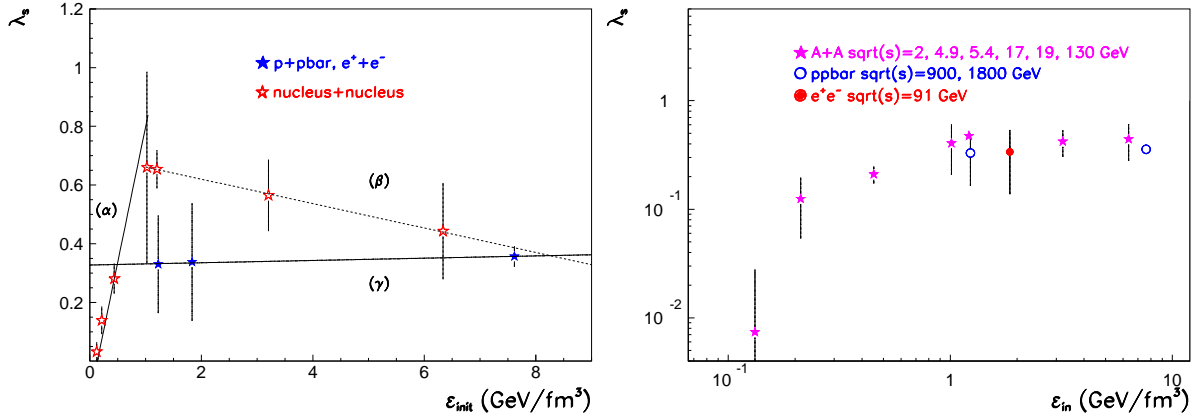 λs
1.2
1
0.8
0.6
0.4
0.2
0
2
4
6
8
p+pbar, e⁺+e⁻
nucleus+nucleus
(α)
(β)
(γ)
εinit (GeV/fm³)
λs
1
10⁻¹
10⁻²
10⁻¹
1
10
A+A sqrt(s)=2, 4.9, 5.4, 17, 19, 130 GeV
ppbar sqrt(s)=900, 1800 GeV
e⁺e⁻ sqrt(s)=91 GeV
εin (GeV/fm³)